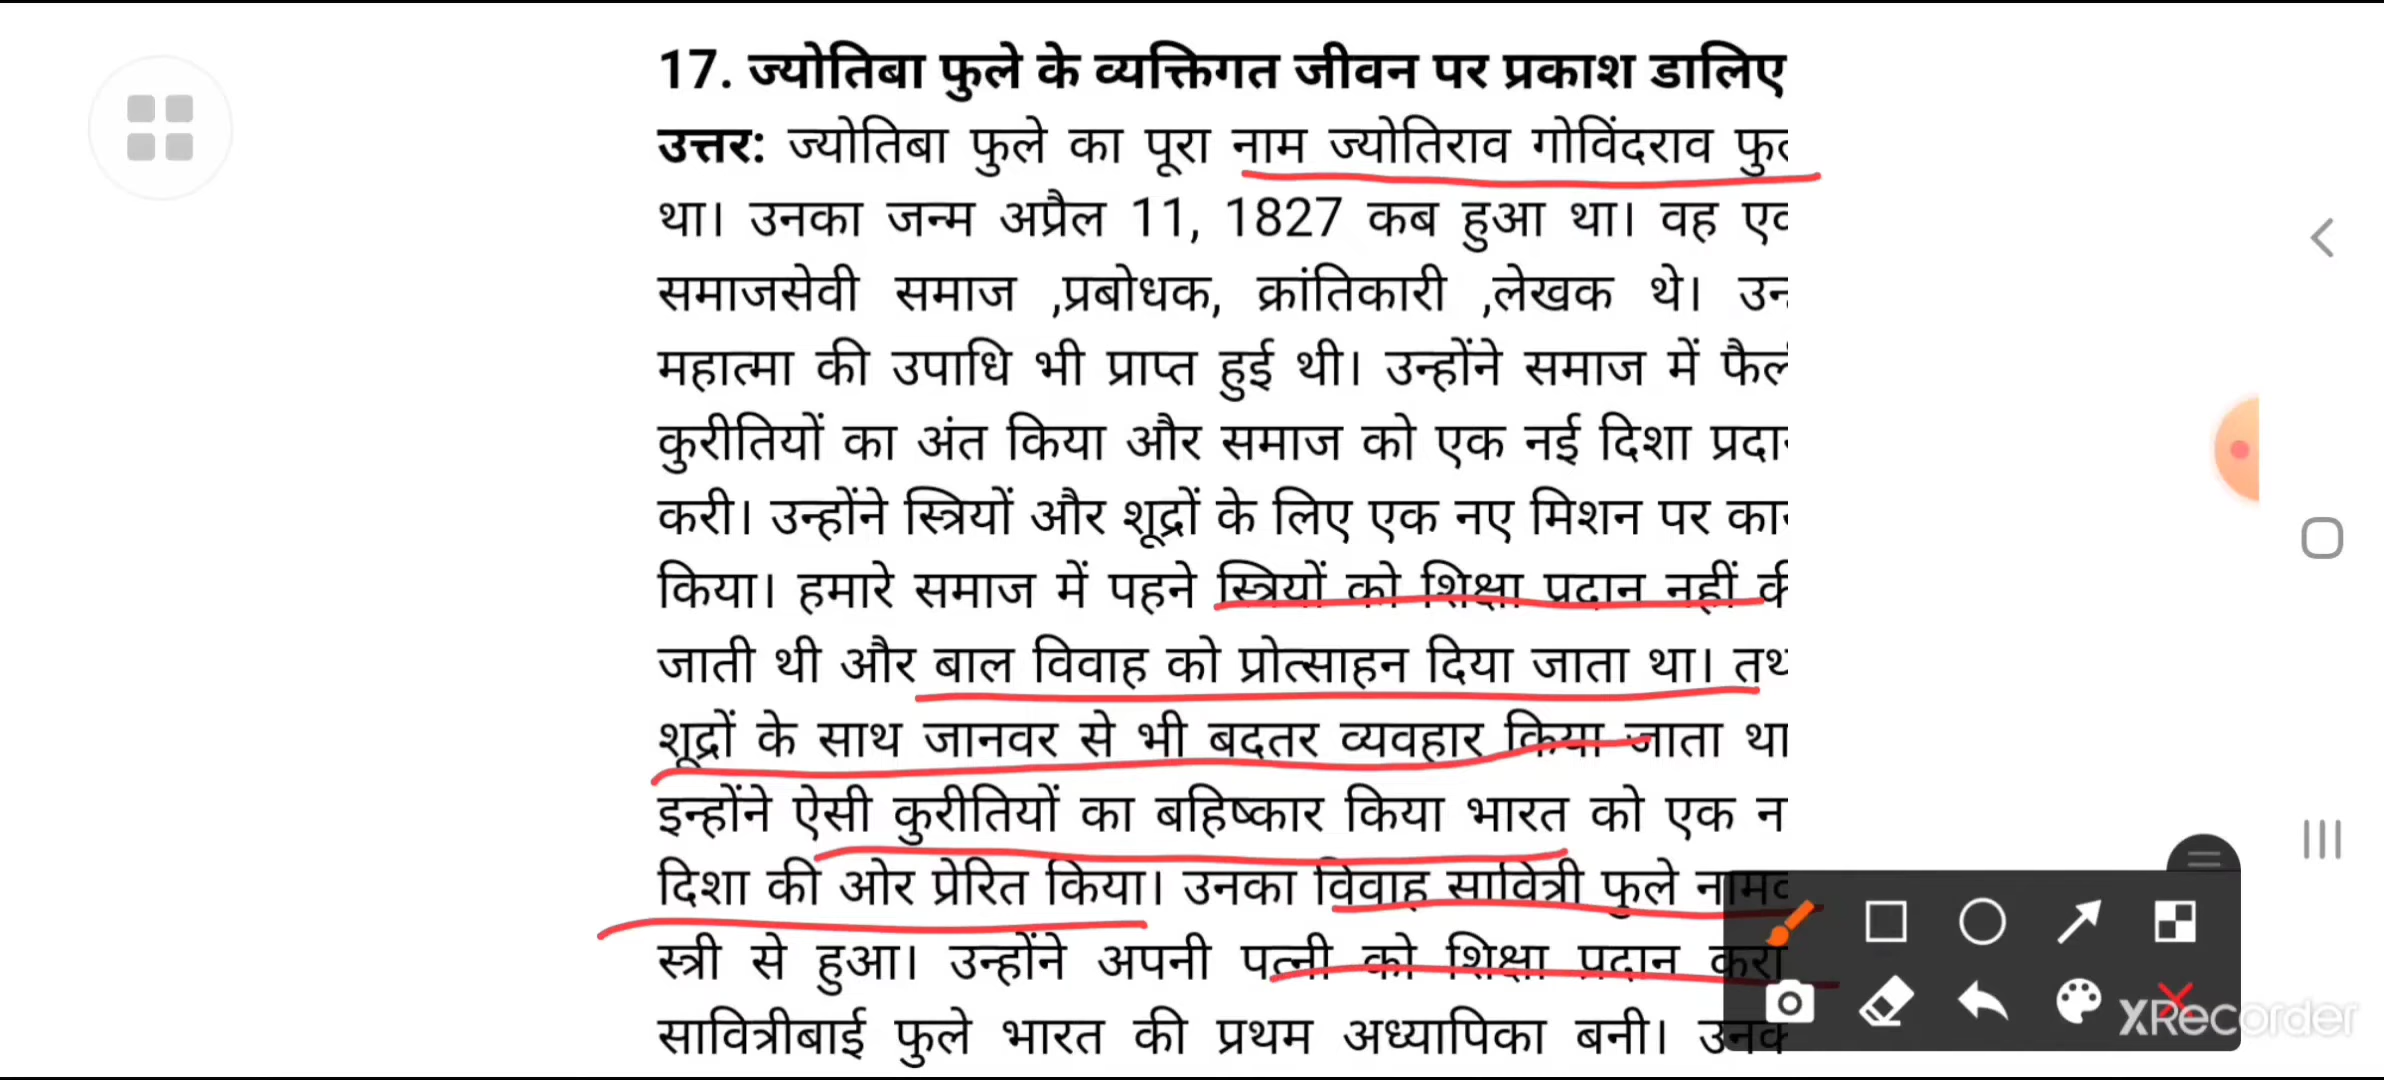 17. ज्योतिबा फुले के व्यक्तिगत जीवन पर प्रकाश डालिए
उत्तर: ज्योतिबा फुले का पूरा नाम ज्योतिराव गोविंदराव
था। उनका जन्म अप्रैल 11, 1827 कब हुआ था। वह
समाजसेवी समाज ,प्रबोधक, क्रांतिकारी ,लेखक थे।
महात्मा की उपाधि भी प्राप्त हुई थी। उन्होंने समाज में
कुरीतियों का अंत किया और समाज को एक नई दिशा
करी। उन्होंने स्त्रियों और शूद्रों के लिए एक नए मिशन पर
किया। हमारे समाज में पहने स्त्रियों को शिक्षा प्रदान नहीं
जाती थी और बाल विवाह को प्रोत्साहन दिया जाता था।
शूद्रों के साथ जानवर से भी बदतर व्यवहार किया जाता था
इन्होंने ऐसी कुरीतियों का बहिष्कार किया भारत को एक
दिशा की ओर प्रेरित किया। उनका विवाह सावित्री फुले
स्त्री से हुआ। उन्होंने अपनी पत्नी को शिक्षा प्रदान
सावित्रीबाई फुले भारत की प्रथम अध्यापिका बनी।
XRecorder